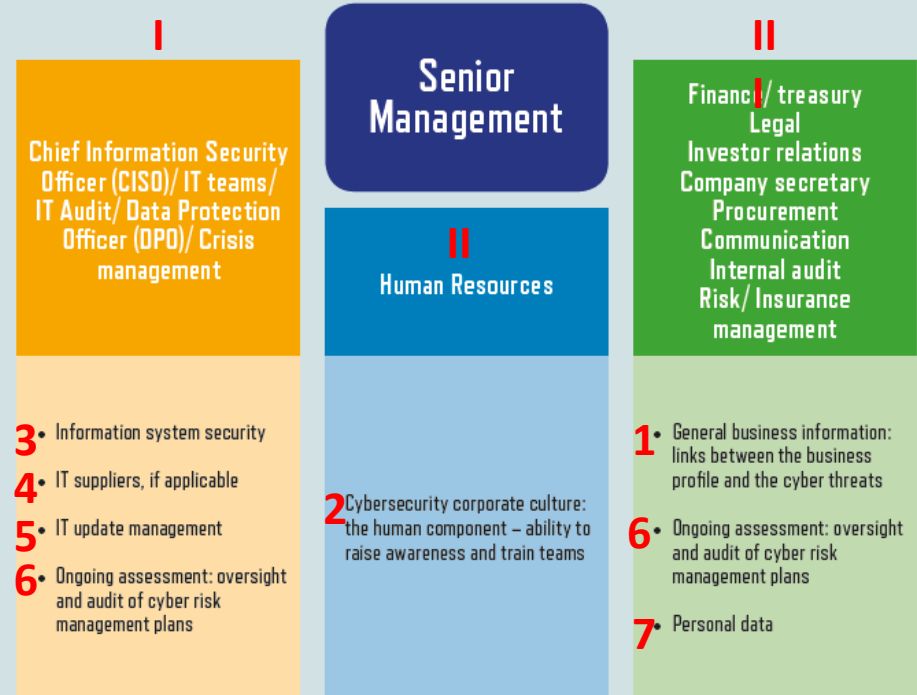 I
Senior
Management
II
I
Chief Information Security
Officer (CISO)/ IT teams/
IT Audit/ Data Protection
Officer (DPO)/ Crisis
management
II
Human Resources
Finance/ treasury
Legal
Investor relations
Company secretary
Procurement
Communication
Internal audit
Risk/ Insurance
management
3 • Information system security
4 • IT suppliers, if applicable
5 • IT update management
6 • Ongoing assessment: oversight
and audit of cyber risk
management plans
2 Cybersecurity corporate culture:
the human component – ability to
raise awareness and train teams
1 • General business information:
links between the business
profile and the cyber threats
6 • Ongoing assessment: oversight
and audit of cyber risk
management plans
7 • Personal data